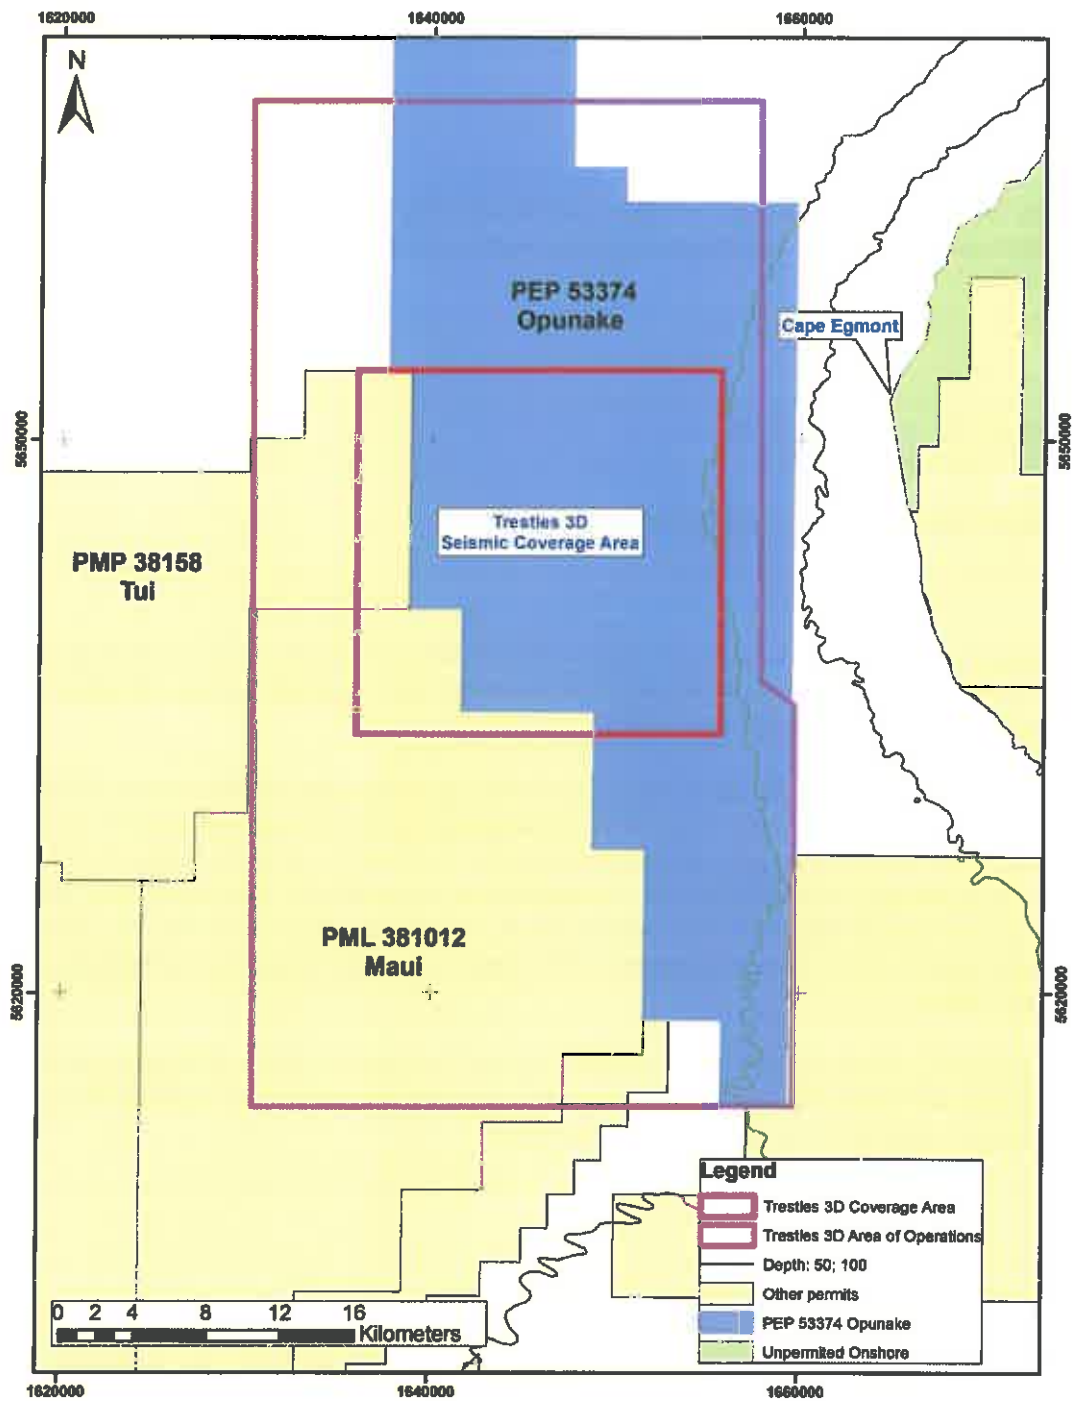 1620000
1640000
1660000
N
PEP 53374
Opunake
Cape Egmont
5650000
5650000
Trestles 3D
Seismic Coverage Area
PMP 38158
Tui
PML 381012
Maui
5620000
5620000
Legend
Trestles 3D Coverage Area
Trestles 3D Area of Operations
Depth: 50; 100
Other permits
PEP 53374 Opunake
Unpermited Onshore
0 2 4 8 12 16
Kilometers
1620000
1640000
1660000